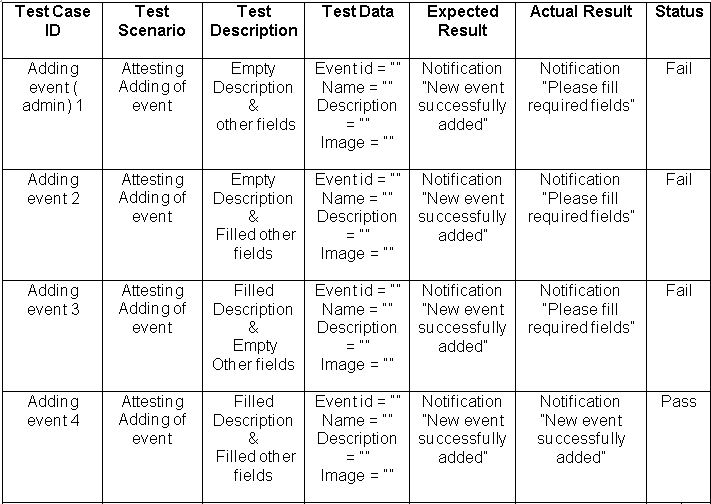 Test Case ID
Test Scenario
Test Description
Test Data
Expected Result
Actual Result
Status
Adding event ( admin) 1
Attesting Adding of event
Empty Description & other fields
Event id = "" Name = "" Description = "" Image = ""
Notification "New event successfully added"
Notification "Please fill required fields"
Fail
Adding event 2
Attesting Adding of event
Empty Description & Filled other fields
Event id = "" Name = "" Description = "" Image = ""
Notification "New event successfully added"
Notification "Please fill required fields"
Fail
Adding event 3
Attesting Adding of event
Filled Description & Empty Other fields
Event id = "" Name = "" Description = "" Image = ""
Notification "New event successfully added"
Notification "Please fill required fields"
Fail
Adding event 4
Attesting Adding of event
Filled Description & Filled other fields
Event id = "" Name = "" Description = "" Image = ""
Notification "New event successfully added"
Notification "New event successfully added"
Pass